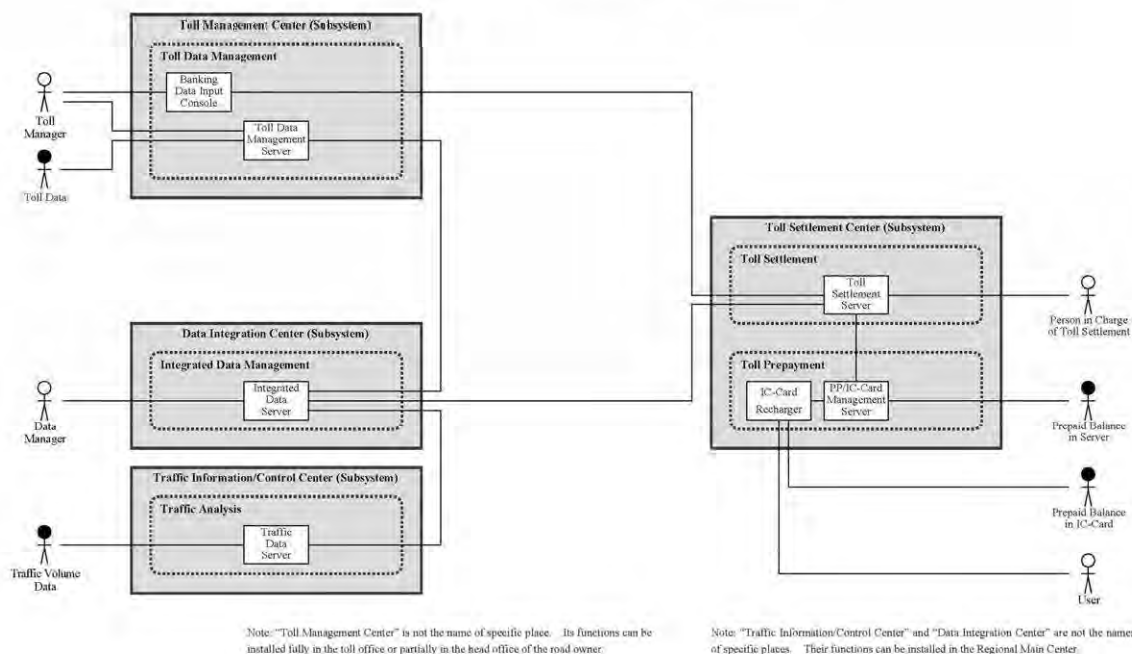 Toll Management Center (Subsystem)
Toll Data Management
Banking
Data Input
Console
Toll Data
Management
Server
Toll
Manager
Toll Data
Data Integration Center (Subsystem)
Integrated Data Management
Integrated
Data
Server
Data
Manager
Traffic Information/Control Center (Subsystem)
Traffic Analysis
Traffic
Data
Server
Traffic Volume
Data
Toll Settlement Center (Subsystem)
Toll Settlement
Toll
Settlement
Server
Toll Prepayment
IC-Card
Recharger
PP/IC-Card
Management
Server
Person in Charge
of Toll Settlement
Prepaid Balance
in Server
Prepaid Balance
in IC-Card
User
Note: "Toll Management Center" is not the name of specific place. Its functions can be
installed fully in the toll office or partially in the head office of the road owner.
Note: "Traffic Information/Control Center" and "Data Integration Center" are not the names
of specific places. Their functions can be installed in the Regional Main Center.